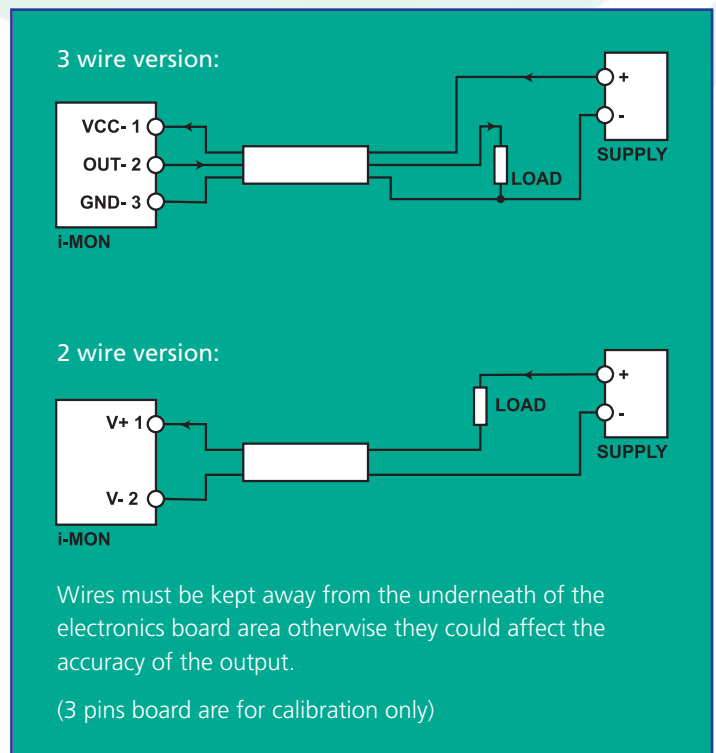 3 wire version:
VCC- 1
OUT- 2
GND- 3
i-MON
LOAD
+
-
SUPPLY
2 wire version:
V+ 1
V- 2
i-MON
LOAD
+
-
SUPPLY
Wires must be kept away from the underneath of the
electronics board area otherwise they could affect the
accuracy of the output.
(3 pins board are for calibration only)